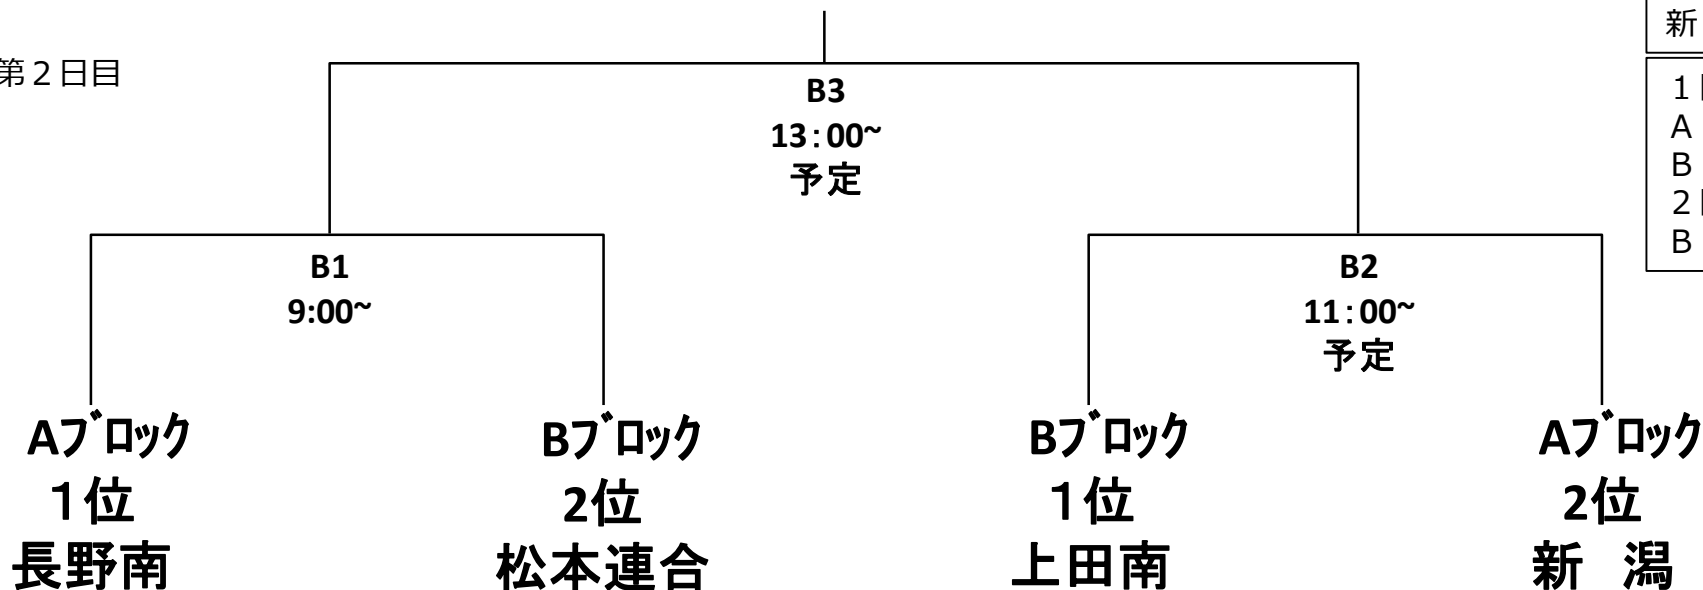 新
第２日目
1
A
B
2
B
B3
13：00~
予定
B1
9:00~
B2
11：00~
予定
Aﾌﾞﾛｯｸ
１位
長野南
Bﾌﾞﾛｯｸ
2位
松本連合
Bﾌﾞﾛｯｸ
１位
上田南
Aﾌﾞﾛｯｸ
2位
新　潟